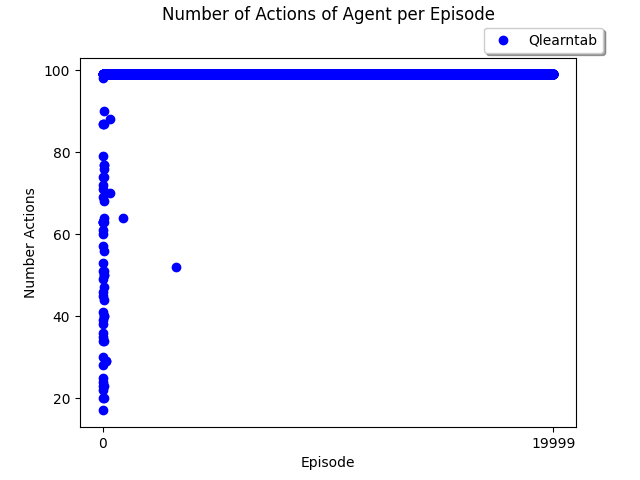 Number of Actions of Agent per Episode
Qlearntab
100
80
60
40
20
Number Actions
0
19999
Episode